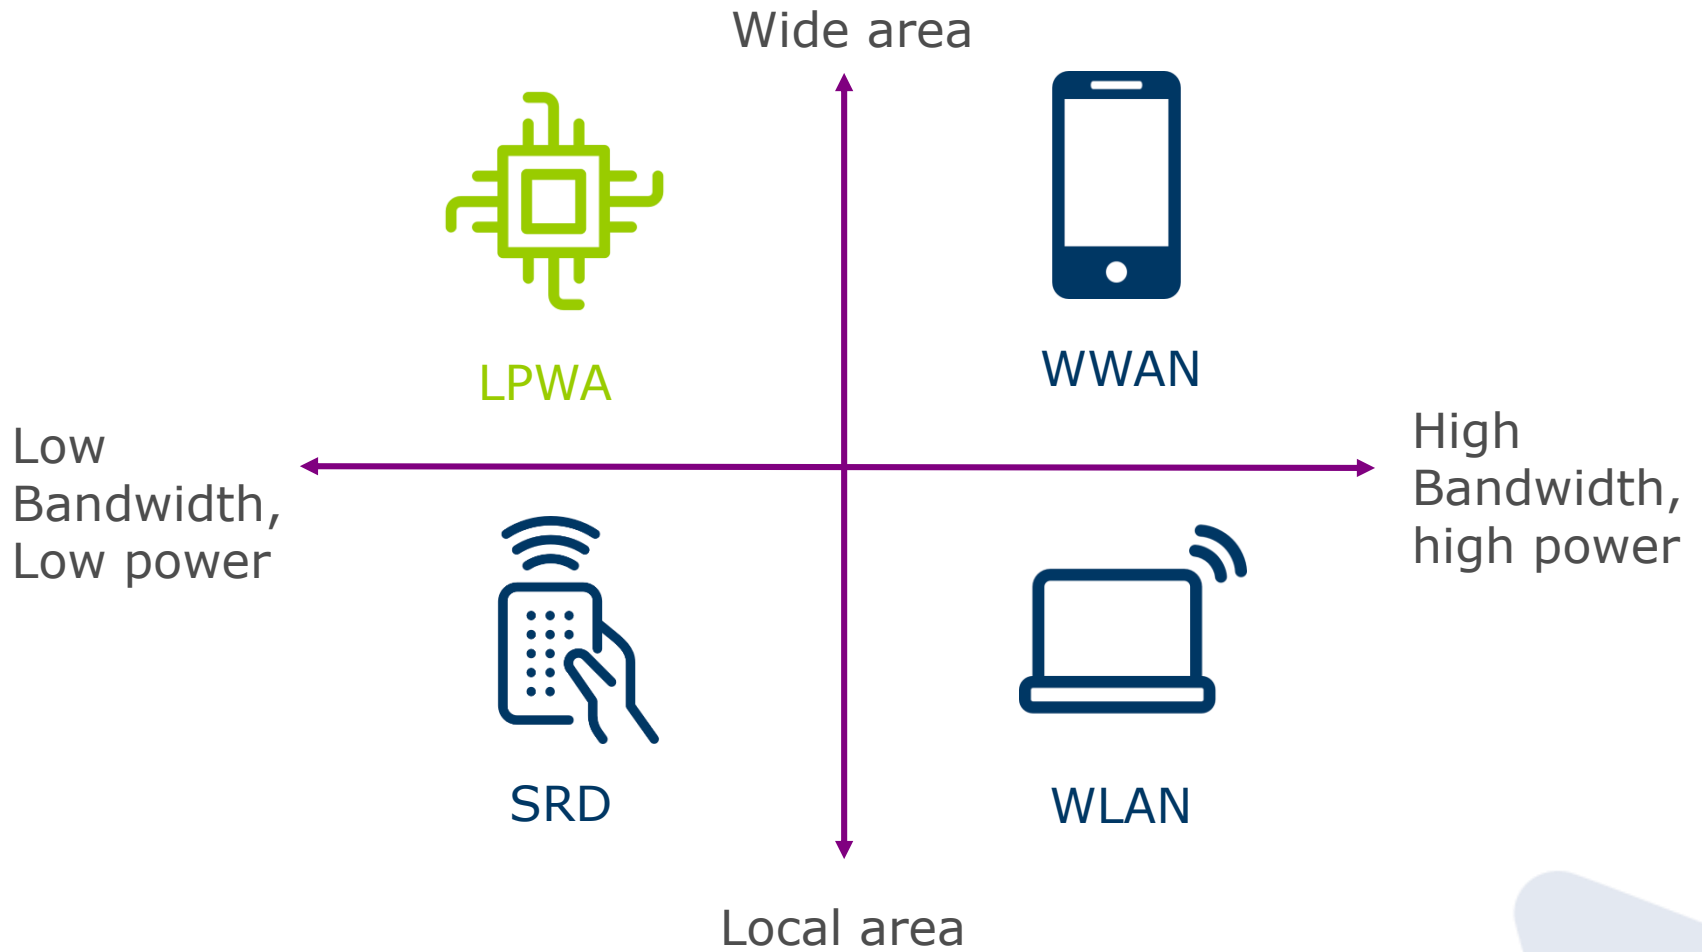 Wide area
LPWA
WWAN
Low
Bandwidth,
Low power
High
Bandwidth,
high power
SRD
WLAN
Local area